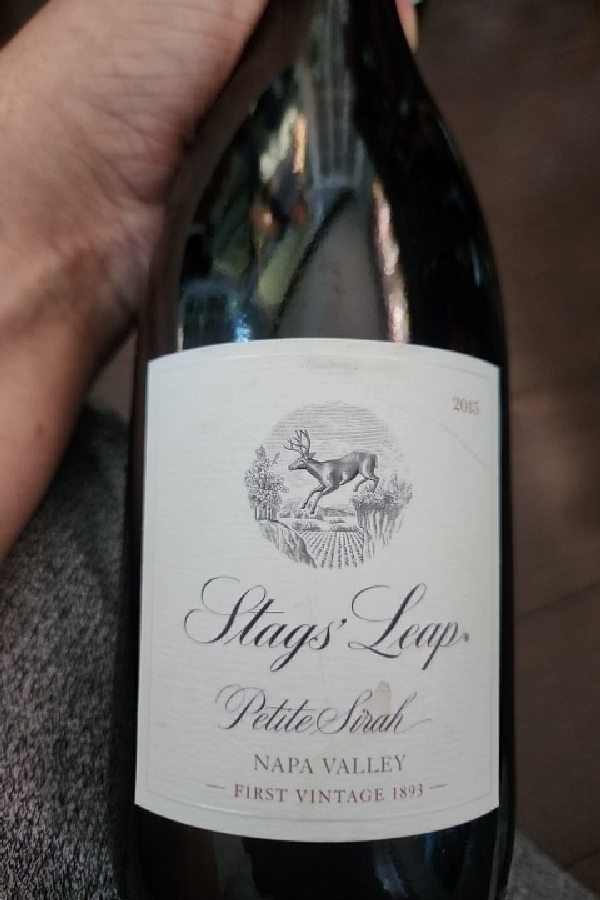 2015
Stags' Leap.
Petite Sirah
NAPA VALLEY
FIRST VINTAGE 1893